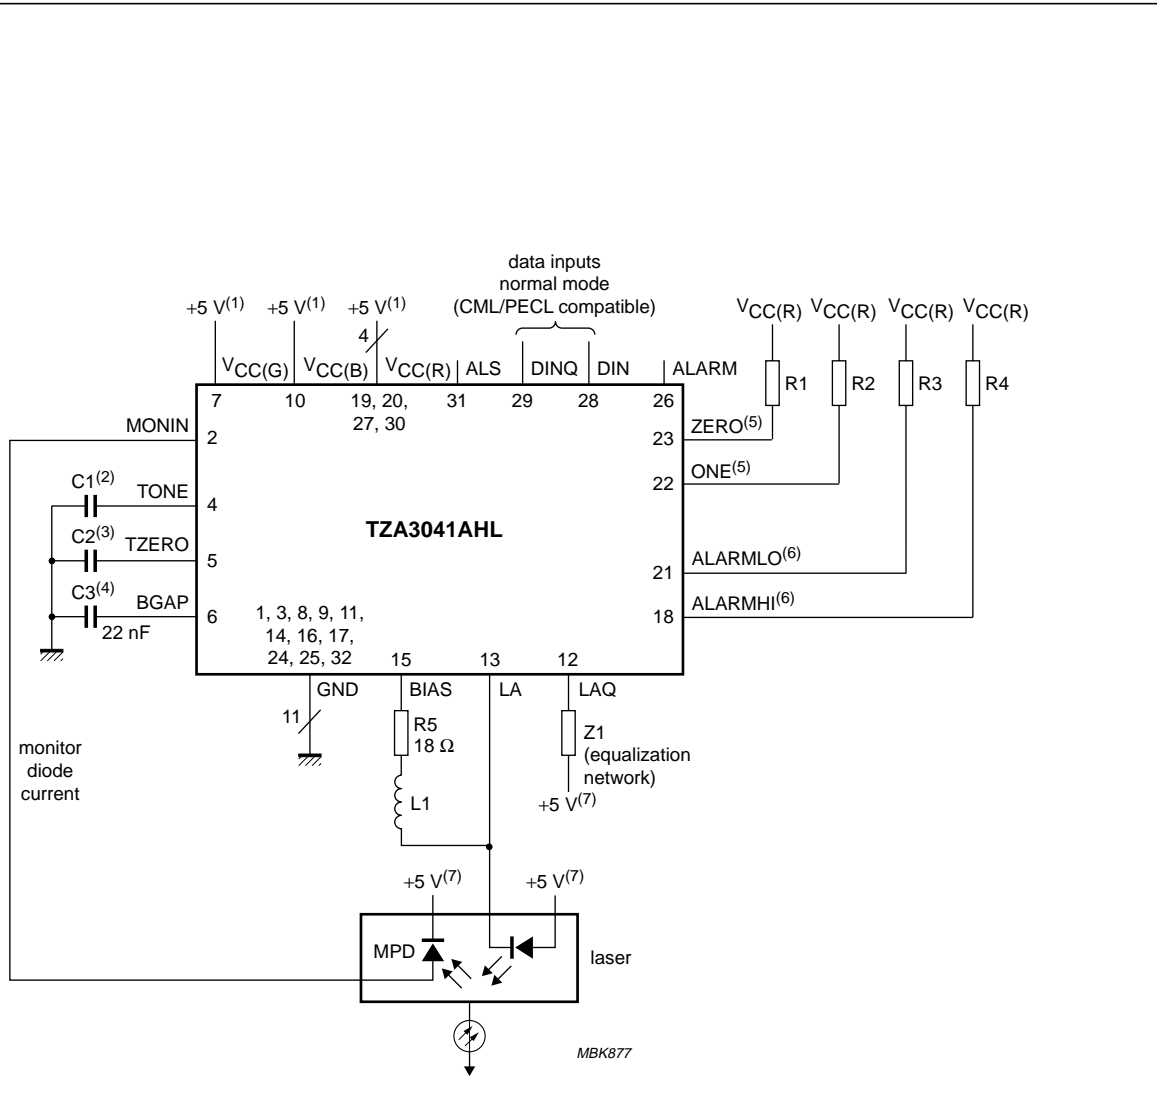 data inputs
normal mode
(CML/PECL compatible)
+5 V(1) +5 V(1) +5 V(1)
4
VCC(R) VCC(R) VCC(R) VCC(R)
VCC(G) VCC(B) VCC(R) ALS DINQ DIN ALARM
R1 R2 R3 R4
7 10 19, 20, 31 29 28 26
27, 30
MONIN 2
23 ZERO(5)
C1(2) TONE 4
22 ONE(5)
TZA3041AHL
C2(3) TZERO 5
21 ALARMLO(6)
C3(4) BGAP 6
22 nF
18 ALARMHI(6)
1, 3, 8, 9, 11,
14, 16, 17,
24, 25, 32
15 13 12
GND BIAS LA LAQ
11
R5
18 Ω
Z1
(equalization
network)
+5 V(7)
monitor
diode
current
L1
+5 V(7) +5 V(7)
MPD
laser
MBK877